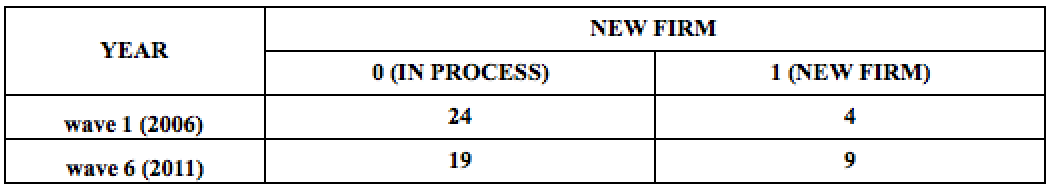 YEAR
NEW FIRM
0 (IN PROCESS)
1 (NEW FIRM)
wave 1 (2006)
24
4
wave 6 (2011)
19
9